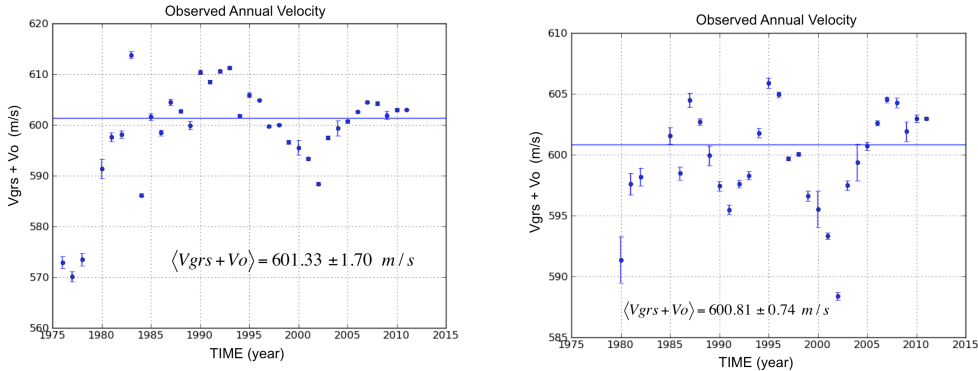 Observed Annual Velocity
620
610
600
590
580
570
560
1975 1980 1985 1990 1995 2000 2005 2010 2015
Vgrs + Vo (m/s)
TIME (year)
⟨Vgrs+Vo⟩ = 601.33 ± 1.70 m / s
Observed Annual Velocity
610
605
600
595
590
585
1975 1980 1985 1990 1995 2000 2005 2010 2015
Vgrs + Vo (m/s)
TIME (year)
⟨Vgrs+Vo⟩ = 600.81 ± 0.74 m / s